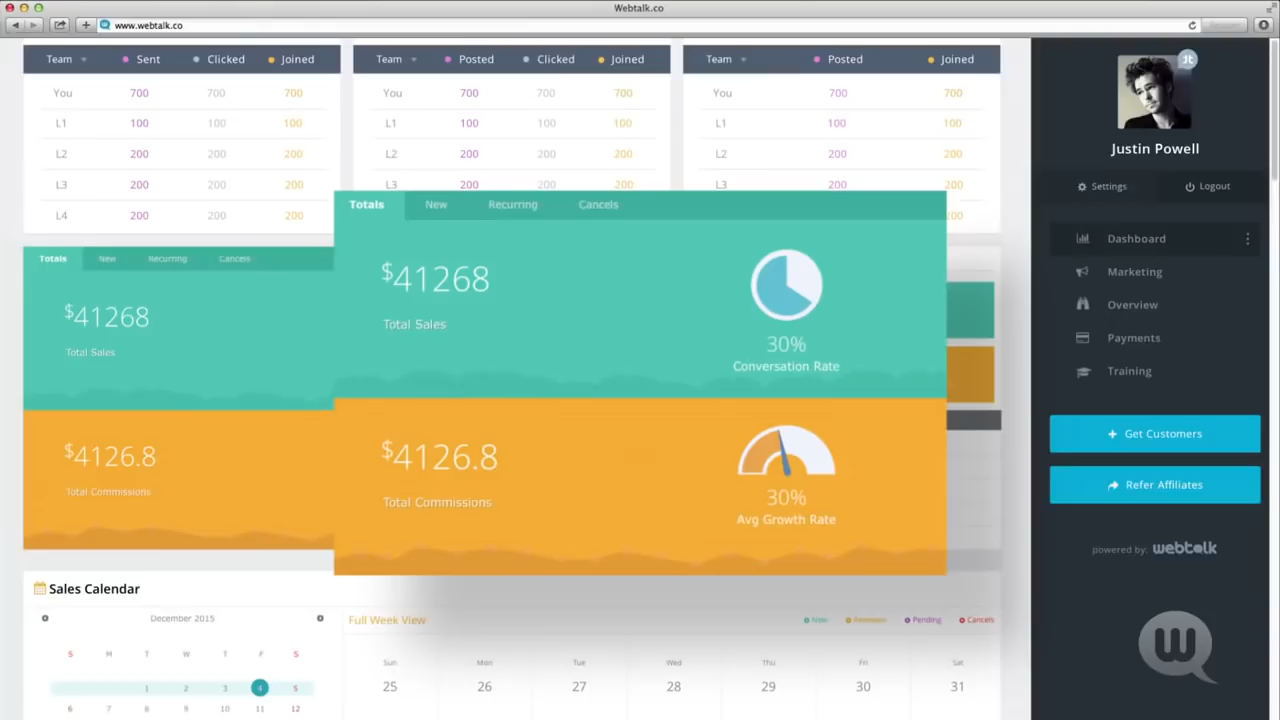 Webtalk.co
www.webtalk.co
Team Sent Clicked Joined
You 700 700 700
L1 100 100 100
L2 200 200 200
L3 200 200 200
L4 200 200 200
Team Posted Clicked Joined
You 700 700 700
L1 100 100 100
L2 200 200 200
L3 200 200 200
Team Posted Joined
You 700 700
L1 100 100
L2 200 200
L3 200 200
Totals New Recurring Cancels
$41268
Total Sales
$4126.8
Total Commissions
Totals New Recurring Cancels
$41268
Total Sales
30%
Conversation Rate
$4126.8
Total Commissions
30%
Avg Growth Rate
Sales Calendar
December 2015
S M T W T F S
1 2 3 4 5
6 7 8 9 10 11 12
Full Week View
New Pending Cancels
Sun Mon Tue Wed Thu Fri Sat
25 26 27 28 29 30 31
Justin Powell
Settings Logout
Dashboard
Marketing
Overview
Payments
Training
Get Customers
Refer Affiliates
powered by: webtalk
W